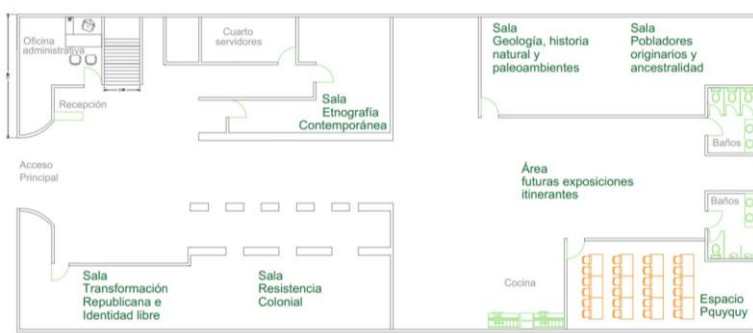 Oficina
administrativa
Cuarto
servidores
Sala
Geología, historia
natural y
paleoambientes
Sala
Pobladores
originarios y
ancestralidad
Recepción
Sala
Etnografía
Contemporánea
Baños
Acceso
Principal
Área
futuras exposiciones
itinerantes
Baños
Sala
Transformación
Republicana e
Identidad libre
Sala
Resistencia
Colonial
Cocina
Espacio
Pquyquy